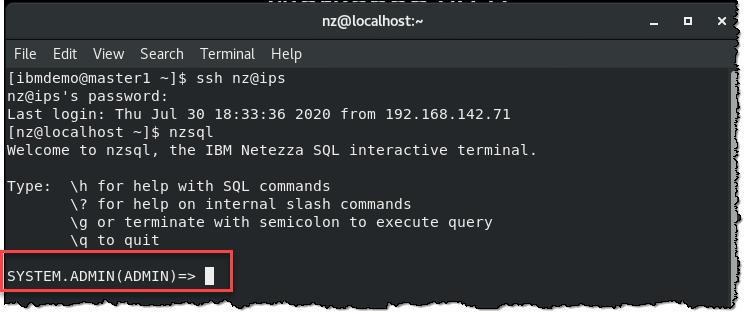 nz@localhost:~
File Edit View Search Terminal Help
[ibmdemo@master1 ~]$ ssh nz@ips
nz@ips's password:
Last login: Thu Jul 30 18:33:36 2020 from 192.168.142.71
[nz@localhost ~]$ nzsql
Welcome to nzsql, the IBM Netezza SQL interactive terminal.
Type:  \h for help with SQL commands
\? for help on internal slash commands
\g or terminate with semicolon to execute query
\q to quit
SYSTEM.ADMIN(ADMIN)=>